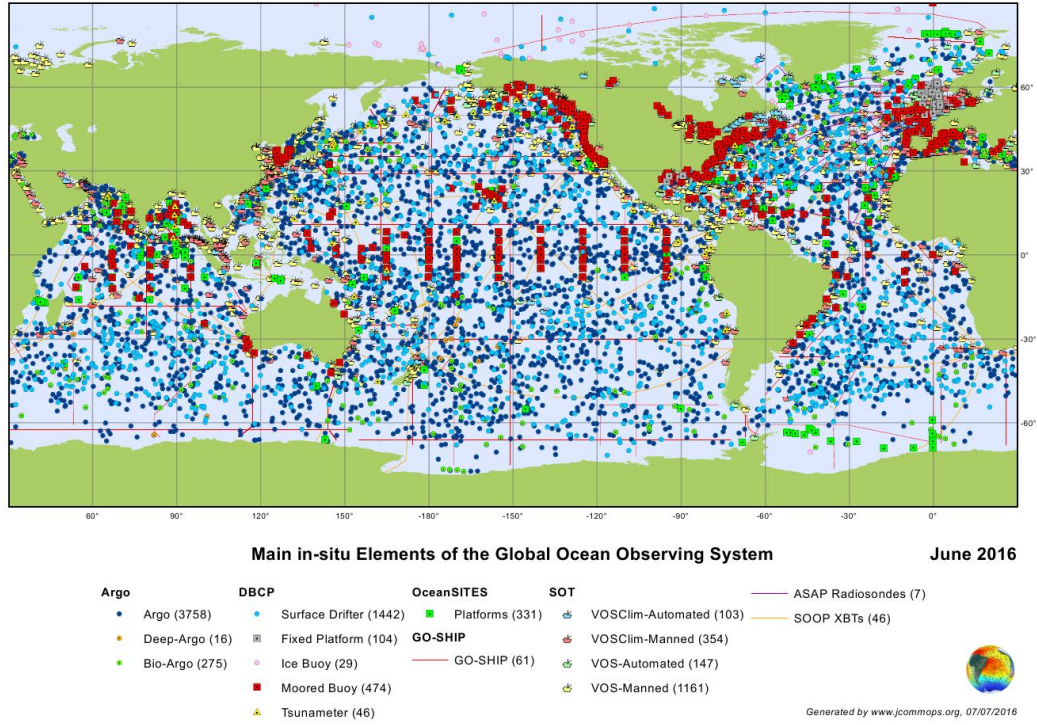 60°
30°
0°
-30°
-60°
60° 90° 120° 150° -180° -150° -120° -90° -60° -30° 0°
Main in-situ Elements of the Global Ocean Observing System June 2016
Argo DBCP OceanSITES SOT
Argo (3758) Surface Drifter (1442) Platforms (331) VOSClim-Automated (103) ASAP Radiosondes (7)
Deep-Argo (16) Fixed Platform (104) GO-SHIP VOSClim-Manned (354) SOOP XBTs (46)
Bio-Argo (275) Ice Buoy (29) GO-SHIP (61) VOS-Automated (147)
Moored Buoy (474) VOS-Manned (1161)
Tsunameter (46)
Generated by www.jcommops.org, 07/07/2016